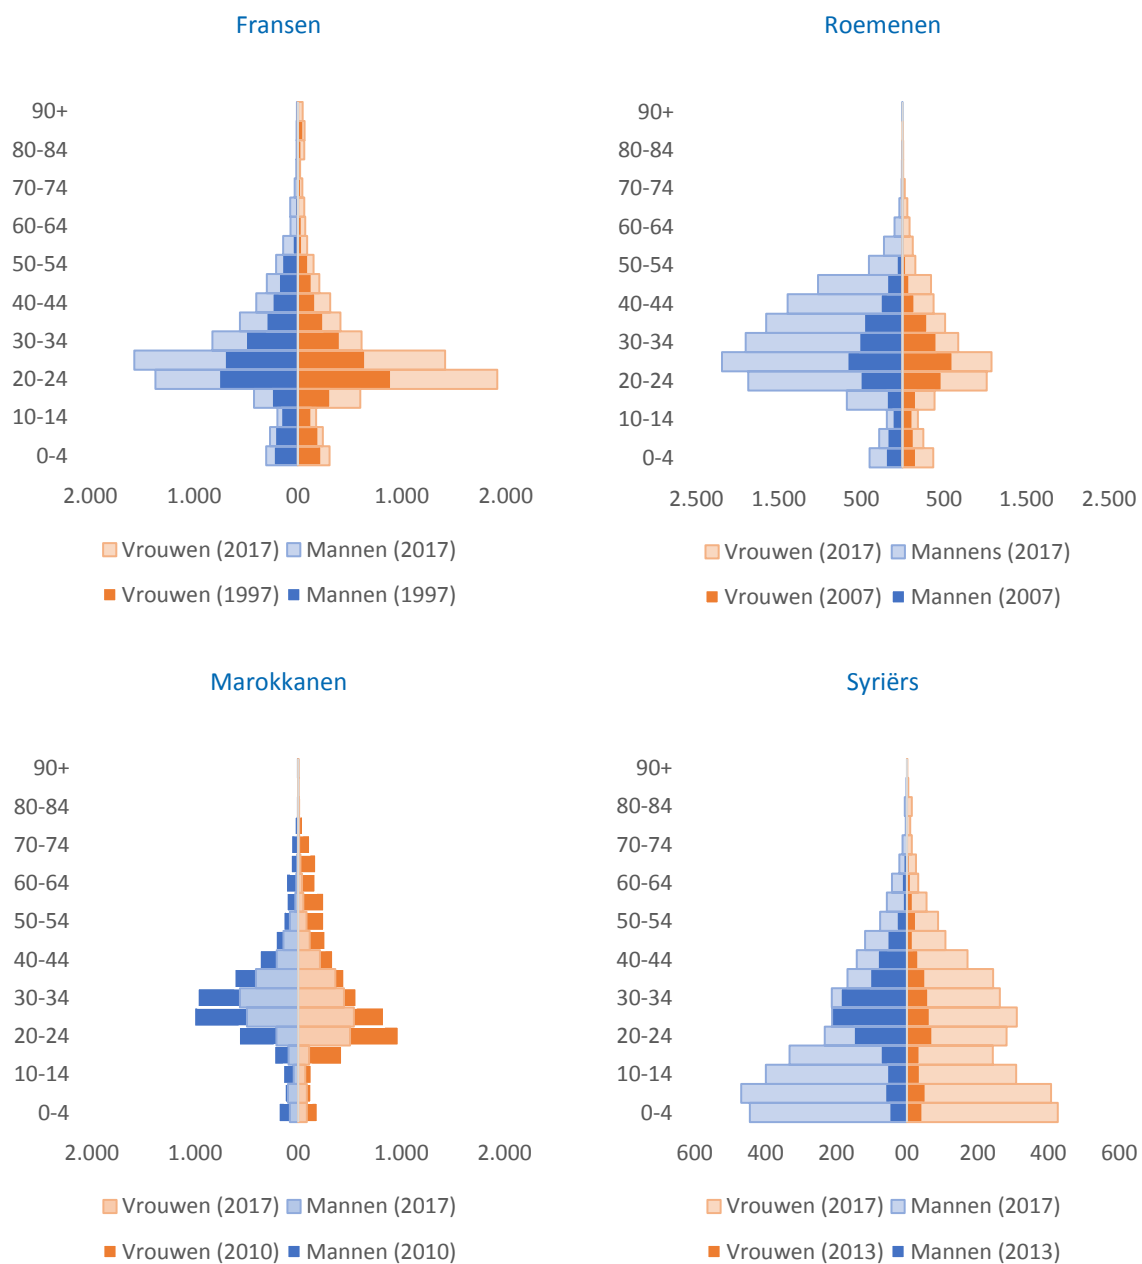 Fransen
90+
80-84
70-74
60-64
50-54
40-44
30-34
20-24
10-14
0-4
2.000 1.000 00 1.000 2.000
Vrouwen (2017) Mannen (2017)
Vrouwen (1997) Mannen (1997)
Roemenen
90+
80-84
70-74
60-64
50-54
40-44
30-34
20-24
10-14
0-4
2.500 1.500 500 500 1.500 2.500
Vrouwen (2017) Mannens (2017)
Vrouwen (2007) Mannen (2007)
Marokkanen
90+
80-84
70-74
60-64
50-54
40-44
30-34
20-24
10-14
0-4
2.000 1.000 00 1.000 2.000
Vrouwen (2017) Mannen (2017)
Vrouwen (2010) Mannen (2010)
Syriërs
90+
80-84
70-74
60-64
50-54
40-44
30-34
20-24
10-14
0-4
600 400 200 00 200 400 600
Vrouwen (2017) Mannen (2017)
Vrouwen (2013) Mannen (2013)